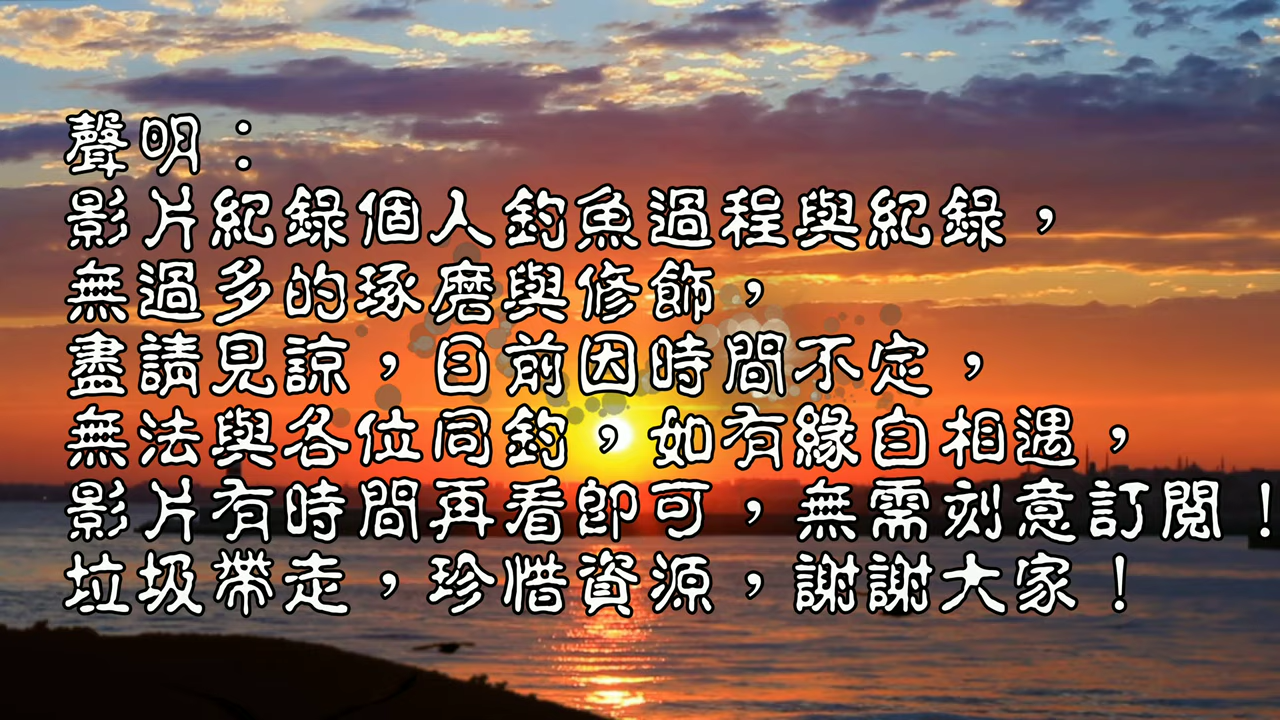 聲明：
影片紀錄個人釣魚過程與紀錄，
無過多的琢磨與修飾，
盡請見諒，目前因時間不定，
無法與各位同釣，如有緣自相遇，
影片有時間再看即可，無需刻意訂閱！
垃圾帶走，珍惜資源，謝謝大家！